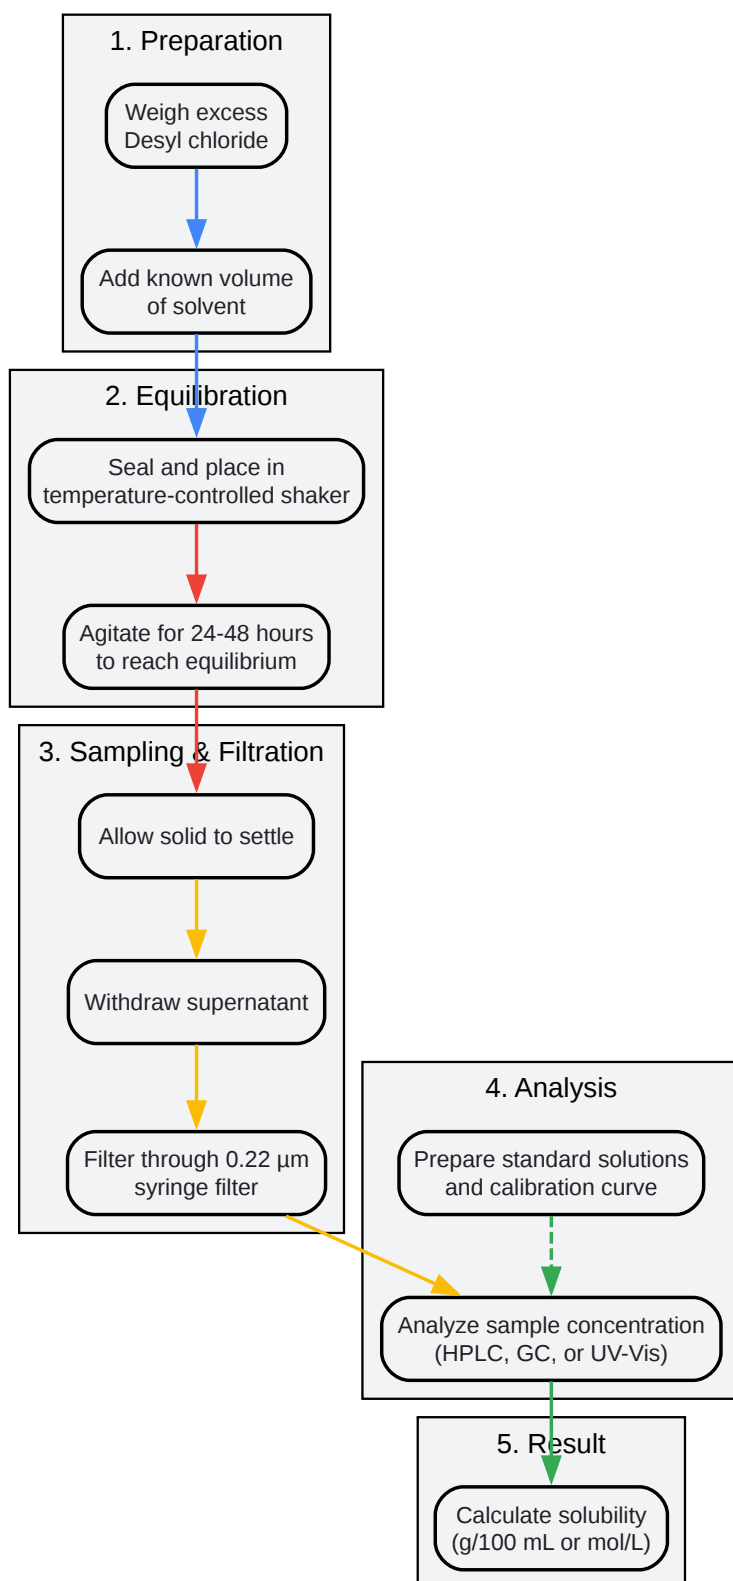 1. Preparation
Weigh excess
Desyl chloride
Add known volume
of solvent
2. Equilibration
Seal and place in
temperature-controlled shaker
Agitate for 24-48 hours
to reach equilibrium
3. Sampling & Filtration
Allow solid to settle
Withdraw supernatant
Filter through 0.22 µm
syringe filter
4. Analysis
Prepare standard solutions
and calibration curve
Analyze sample concentration
(HPLC, GC, or UV-Vis)
5. Result
Calculate solubility
(g/100 mL or mol/L)